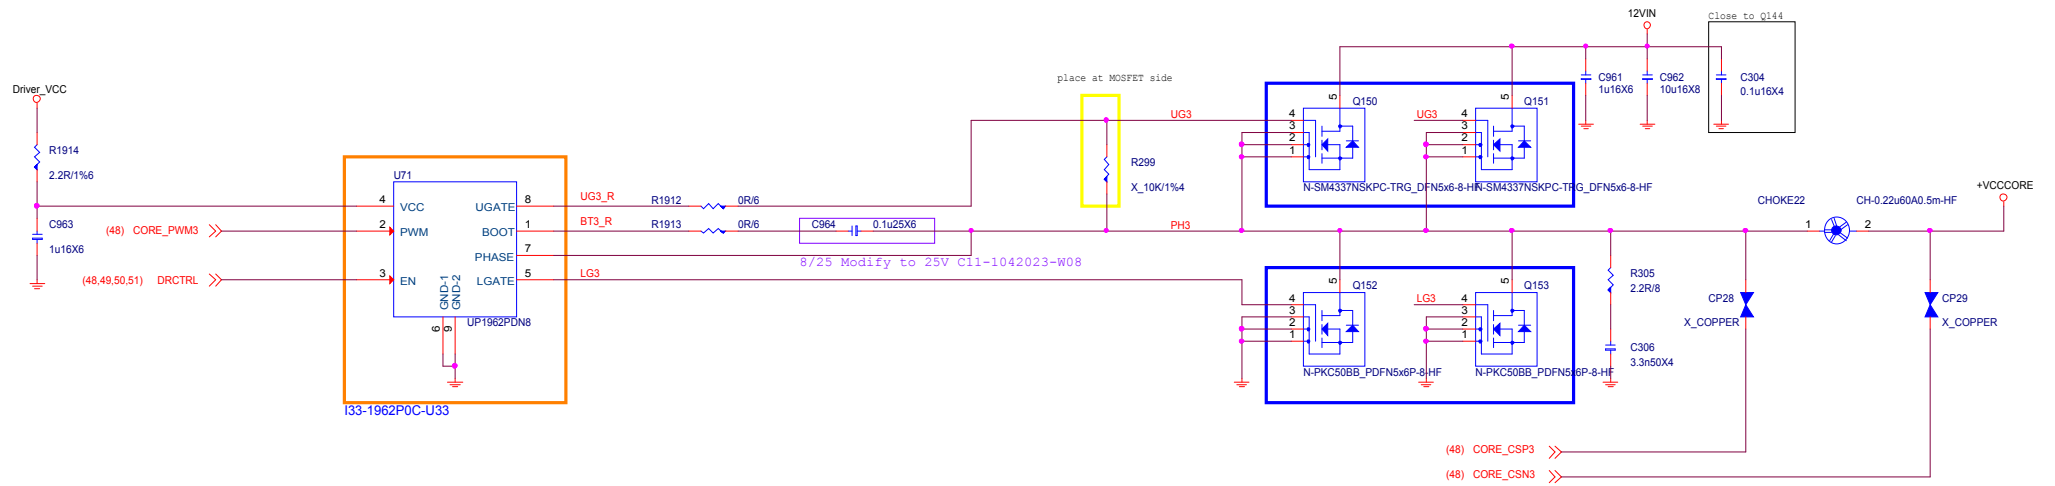 12VIN
Close to Q144
place at MOSFET side
Driver_VCC
C961
1u16X6
C962
10u16X8
C304
0.1u16X4
5
Q150
5
Q151
UG3
4
3
2
1
UG3
4
3
2
1
R1914
2.2R/1%6
R299
X_10K/1%4
N-SM4337NSKPC-TRG_DFN5x6-8-HF
N-SM4337NSKPC-TRG_DFN5x6-8-HF
U71
4
VCC
UGATE
8
UG3_R
R1912
0R/6
+VCCCORE
CHOKE22
CH-0.22u60A0.5m-HF
C963
1u16X6
(48) CORE_PWM3
2
PWM
BOOT
1
BT3_R
R1913
0R/6
C964
0.1u25X6
PH3
1
2
PHASE
7
8/25 Modify to 25V C11-1042023-W08
(48,49,50,51) DRCTRL
3
EN
GND-1
GND-2
LGATE
5
LG3
6
9
UP1962PDN8
5
Q152
5
Q153
4
3
2
1
LG3
4
3
2
1
R305
2.2R/8
CP28
X_COPPER
CP29
X_COPPER
C306
3.3n50X4
N-PKC50BB_PDFN5x6P-8-HF
N-PKC50BB_PDFN5x6P-8-HF
I33-1962P0C-U33
(48) CORE_CSP3
(48) CORE_CSN3